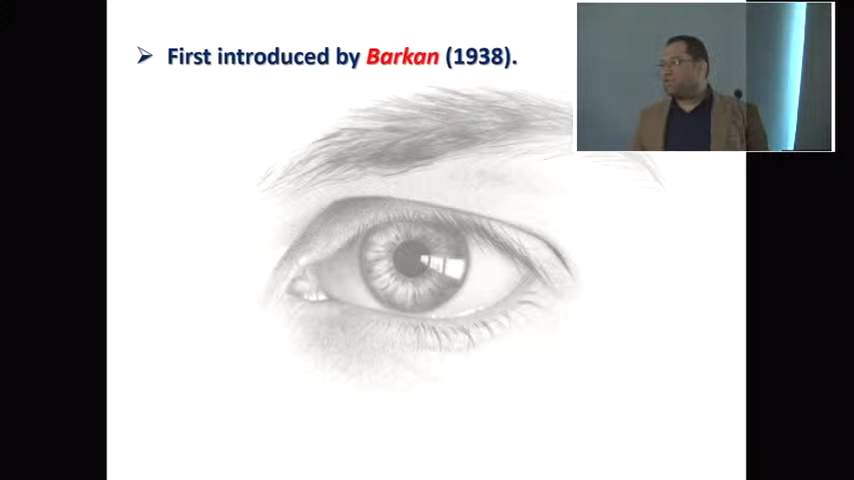 ➢ First introduced by Barkan (1938).